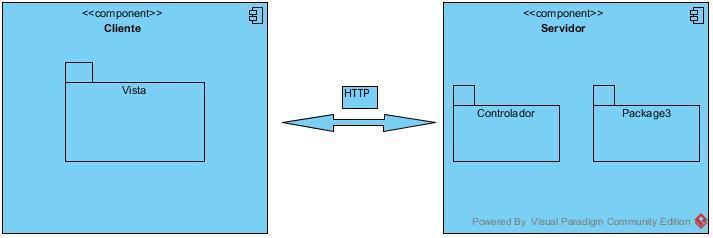 <<component>>
Cliente
Vista
HTTP
<<component>>
Servidor
Controlador
Package3
Powered By Visual Paradigm Community Edition